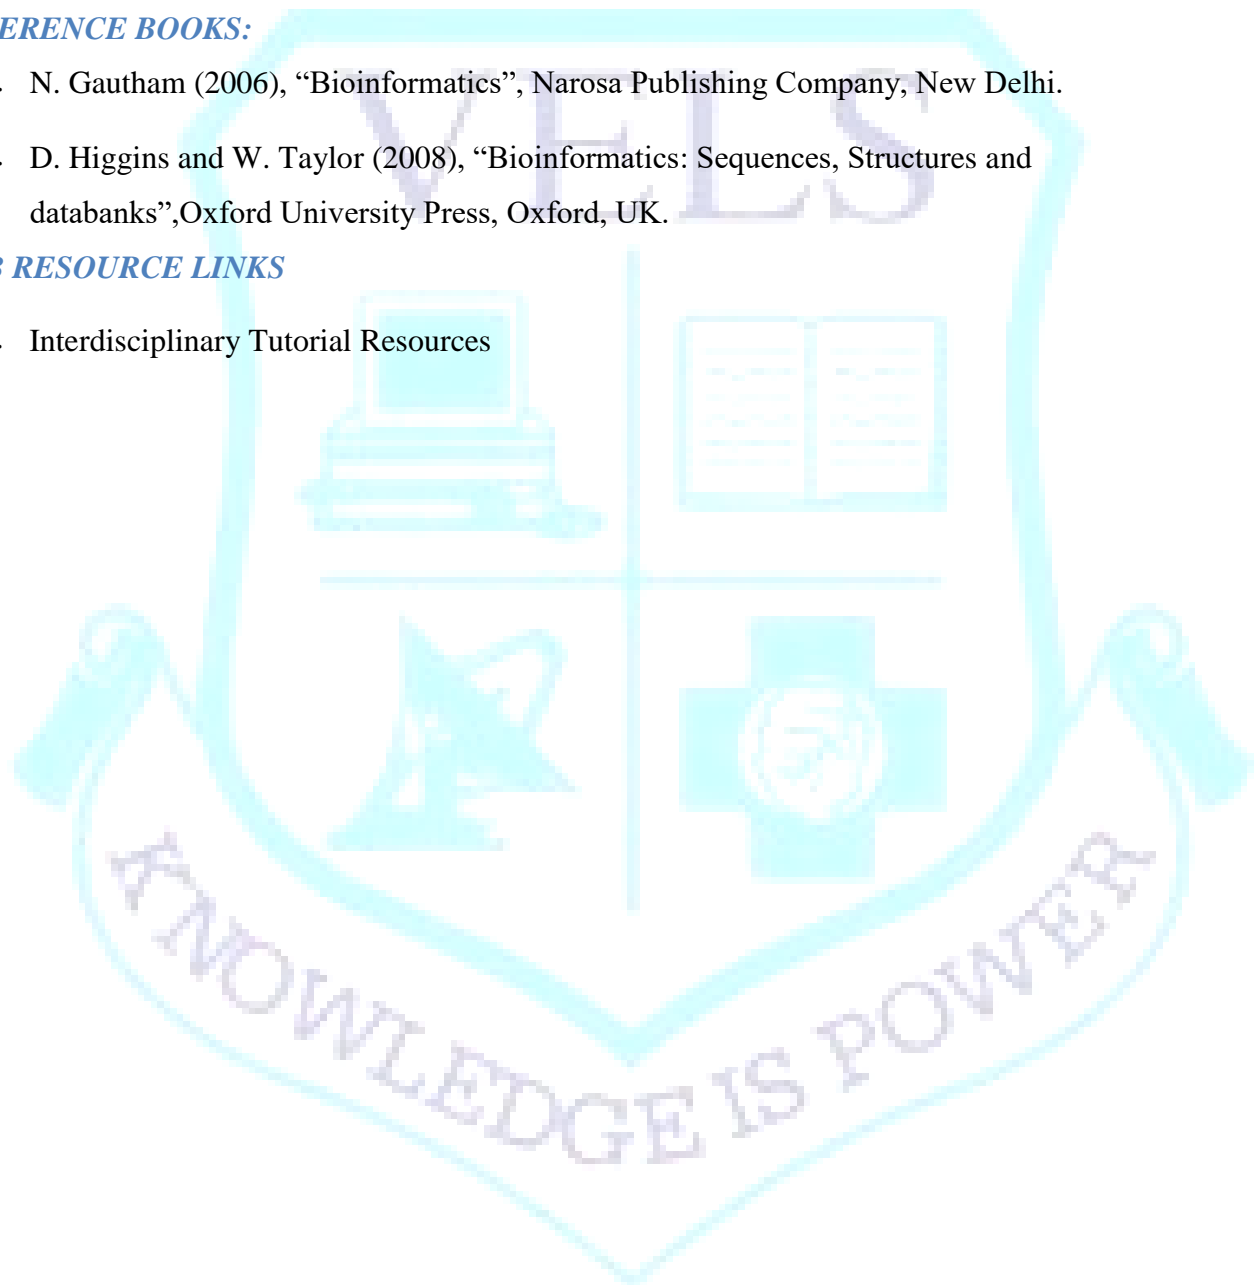 ERENCE BOOKS:
. N. Gautham (2006), “Bioinformatics”, Narosa Publishing Company, New Delhi.
. D. Higgins and W. Taylor (2008), “Bioinformatics: Sequences, Structures and
databanks”,Oxford University Press, Oxford, UK.
RESOURCE LINKS
. Interdisciplinary Tutorial Resources
VELS
KNOWLEDGE IS POWER